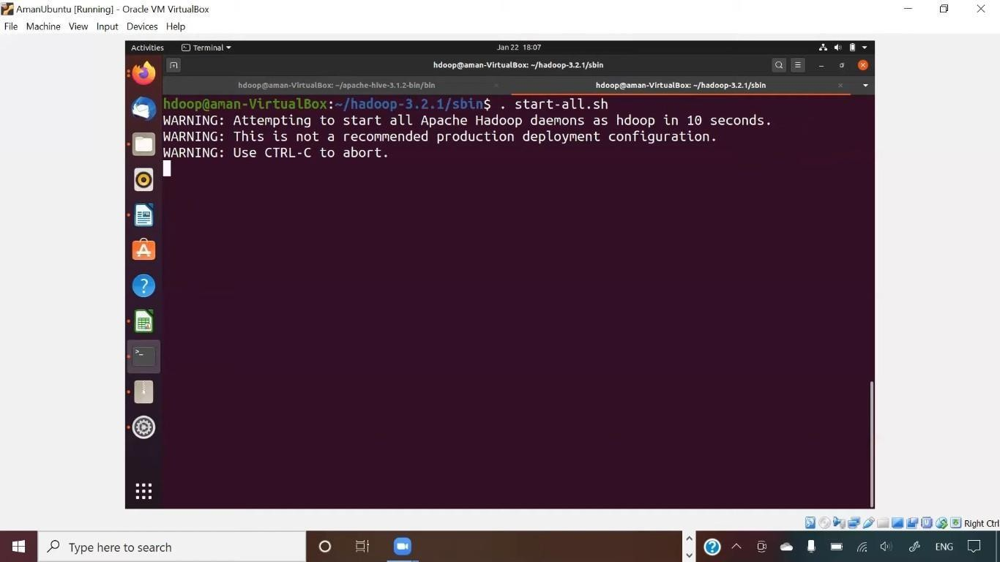 AmanUbuntu [Running] - Oracle VM VirtualBox
File Machine View Input Devices Help
Activities Terminal Jan 22 18:07
hdoop@aman-VirtualBox: ~/hadoop-3.2.1/sbin
hdoop@aman-VirtualBox: ~/apache-hive-3.1.2-bin/bin hdoop@aman-VirtualBox: ~/hadoop-3.2.1/sbin
hdoop@aman-VirtualBox:~/hadoop-3.2.1/sbin$ . start-all.sh
WARNING: Attempting to start all Apache Hadoop daemons as hdoop in 10 seconds.
WARNING: This is not a recommended production deployment configuration.
WARNING: Use CTRL-C to abort.
Right Ctrl
Type here to search ENG